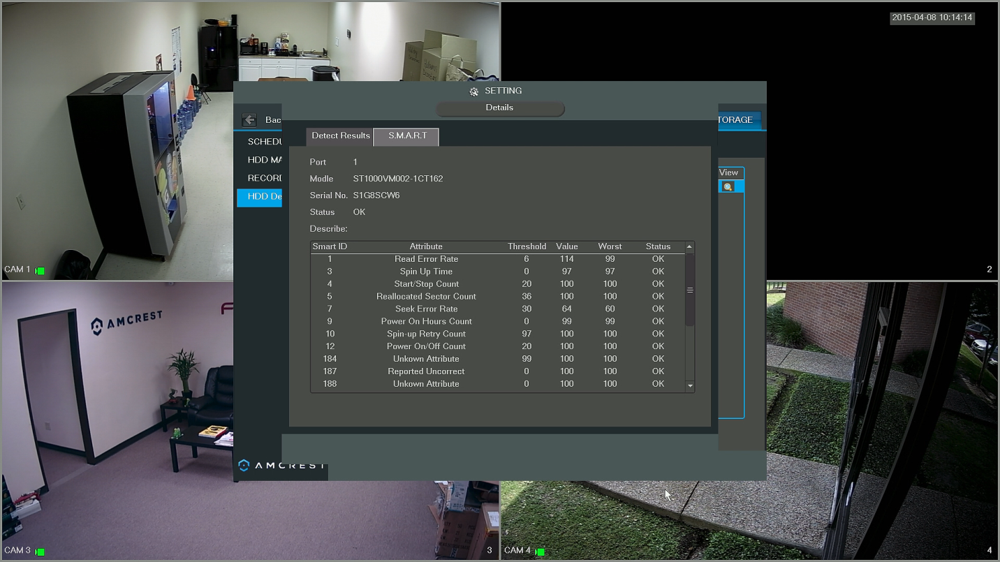 2015-04-08 10:14:14
SETTING
Details
Bac
TORAGE
Detect Results S.M.A.R.T
SCHEDU
HDD MA
RECORD
HDD De
View
Port 1
Modle ST1000VM002-1CT162
Serial No. S1G8SCW6
Status OK
Describe:
Smart ID Attribute Threshold Value Worst Status
1 Read Error Rate 6 114 99 OK
3 Spin Up Time 0 97 97 OK
4 Start/Stop Count 20 100 100 OK
5 Reallocated Sector Count 36 100 100 OK
7 Seek Error Rate 30 64 60 OK
9 Power On Hours Count 0 99 99 OK
10 Spin-up Retry Count 97 100 100 OK
12 Power On/Off Count 20 100 100 OK
184 Unkown Attribute 99 100 100 OK
187 Reported Uncorrect 0 100 100 OK
188 Unkown Attribute 0 100 100 OK
CAM 1
2
AMCREST
AMCREST
CAM 3
3
CAM 4
4